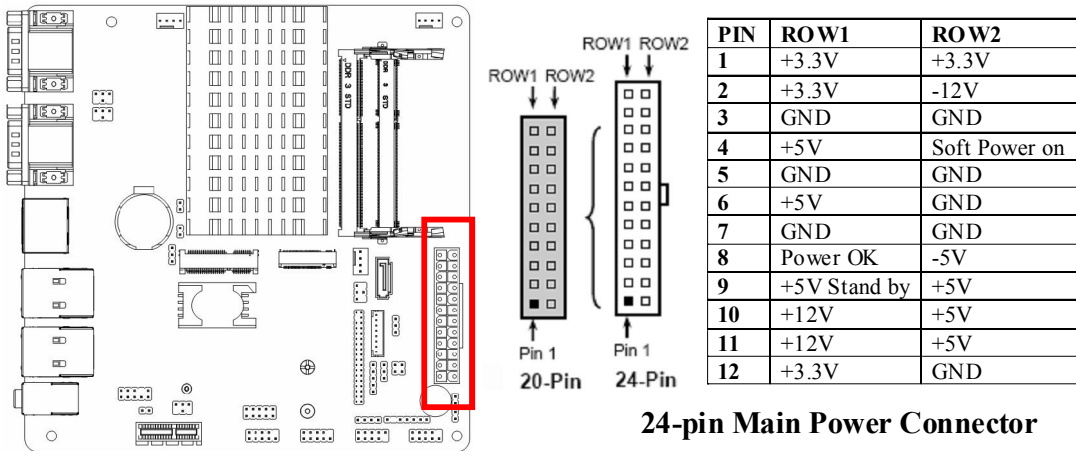 DDR 3 STD
DDR 3 STD
ROW1 ROW2
ROW1 ROW2
Pin 1
Pin 1
20-Pin
24-Pin
PIN ROW1 ROW2
1 +3.3V +3.3V
2 +3.3V -12V
3 GND GND
4 +5V Soft Power on
5 GND GND
6 +5V GND
7 GND GND
8 Power OK -5V
9 +5V Stand by +5V
10 +12V +5V
11 +12V +5V
12 +3.3V GND
24-pin Main Power Connector